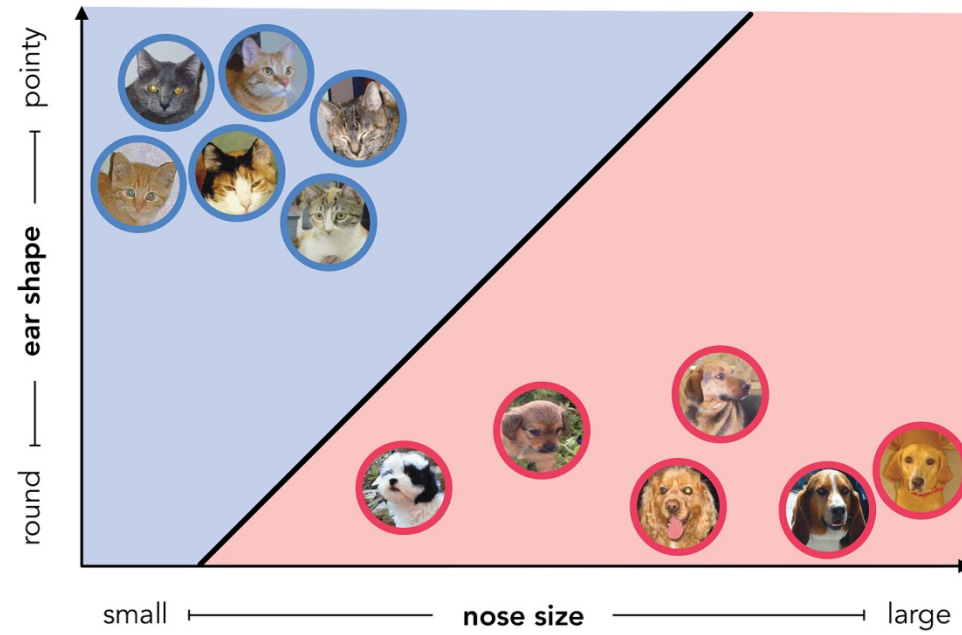 pointy
ear shape
round
small
nose size
large